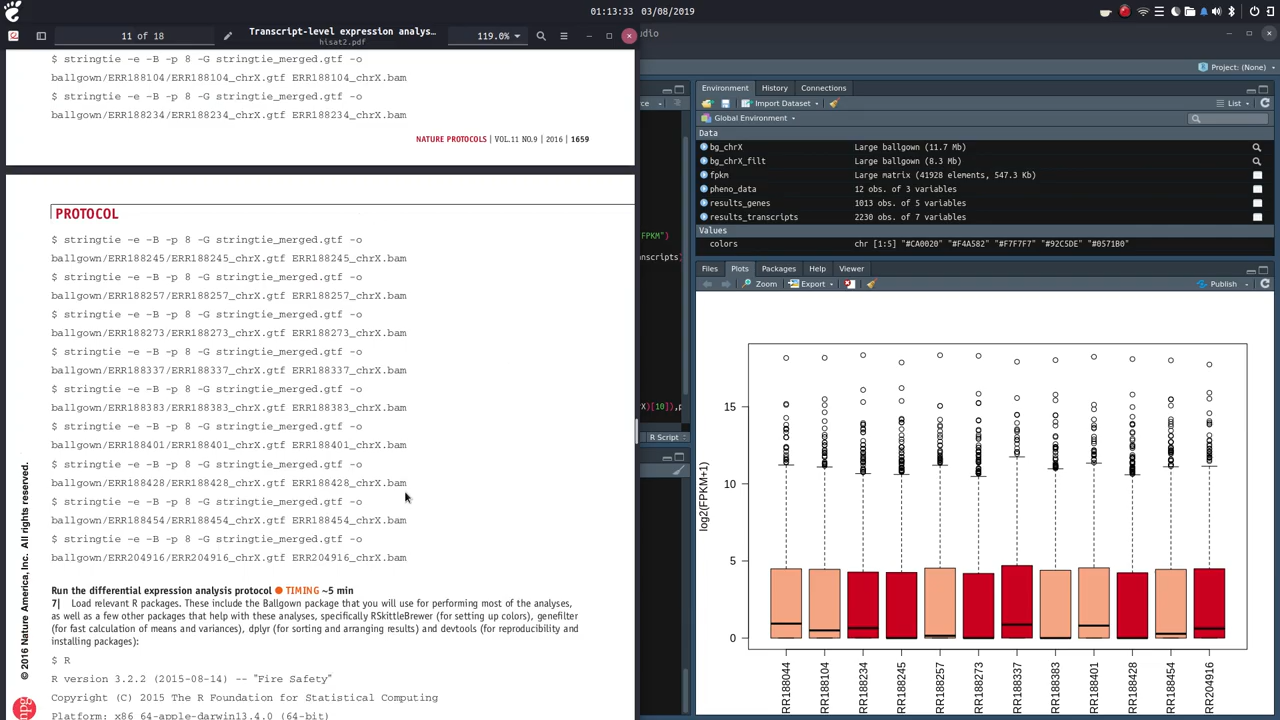 01:13:33 03/08/2019
11 of 18
Transcript-level expression analys…
hisat2.pdf
119.0%
$ stringtie -e -B -p 8 -G stringtie_merged.gtf -o
ballgown/ERR188104/ERR188104_chrX.gtf ERR188104_chrX.bam
$ stringtie -e -B -p 8 -G stringtie_merged.gtf -o
ballgown/ERR188234/ERR188234_chrX.gtf ERR188234_chrX.bam
NATURE PROTOCOLS | VOL.11 NO.9 | 2016 | 1659
PROTOCOL
$ stringtie -e -B -p 8 -G stringtie_merged.gtf -o
ballgown/ERR188245/ERR188245_chrX.gtf ERR188245_chrX.bam
$ stringtie -e -B -p 8 -G stringtie_merged.gtf -o
ballgown/ERR188257/ERR188257_chrX.gtf ERR188257_chrX.bam
$ stringtie -e -B -p 8 -G stringtie_merged.gtf -o
ballgown/ERR188273/ERR188273_chrX.gtf ERR188273_chrX.bam
$ stringtie -e -B -p 8 -G stringtie_merged.gtf -o
ballgown/ERR188337/ERR188337_chrX.gtf ERR188337_chrX.bam
$ stringtie -e -B -p 8 -G stringtie_merged.gtf -o
ballgown/ERR188383/ERR188383_chrX.gtf ERR188383_chrX.bam
$ stringtie -e -B -p 8 -G stringtie_merged.gtf -o
ballgown/ERR188401/ERR188401_chrX.gtf ERR188401_chrX.bam
$ stringtie -e -B -p 8 -G stringtie_merged.gtf -o
ballgown/ERR188428/ERR188428_chrX.gtf ERR188428_chrX.bam
$ stringtie -e -B -p 8 -G stringtie_merged.gtf -o
ballgown/ERR188454/ERR188454_chrX.gtf ERR188454_chrX.bam
$ stringtie -e -B -p 8 -G stringtie_merged.gtf -o
ballgown/ERR204916/ERR204916_chrX.gtf ERR204916_chrX.bam
Run the differential expression analysis protocol ● TIMING ~5 min
7| Load relevant R packages. These include the Ballgown package that you will use for performing most of the analyses,
as well as a few other packages that help with these analyses, specifically RSkittleBrewer (for setting up colors), genefilter
(for fast calculation of means and variances), dplyr (for sorting and arranging results) and devtools (for reproducibility and
installing packages):
$ R
R version 3.2.2 (2015-08-14) -- "Fire Safety"
Copyright (C) 2015 The R Foundation for Statistical Computing
Platform: x86_64-apple-darwin13.4.0 (64-bit)
© 2016 Nature America, Inc. All rights reserved.
npg
udio
Project: (None)
ce
FPKM")
nscripts)
X)[10]),p
R Script
Environment History Connections
Import Dataset
List
Global Environment
Data
bg_chrX Large ballgown (11.7 Mb)
bg_chrX_filt Large ballgown (8.3 Mb)
fpkm Large matrix (41928 elements, 547.3 Kb)
pheno_data 12 obs. of 3 variables
results_genes 1013 obs. of 5 variables
results_transcripts 2230 obs. of 7 variables
Values
colors chr [1:5] "#CA0020" "#F4A582" "#F7F7F7" "#92C5DE" "#0571B0"
Files Plots Packages Help Viewer
Zoom Export Publish
log2(FPKM+1)
15
10
5
0
RR188044
RR188104
RR188234
RR188245
RR188257
RR188273
RR188337
RR188383
RR188401
RR188428
RR188454
RR204916